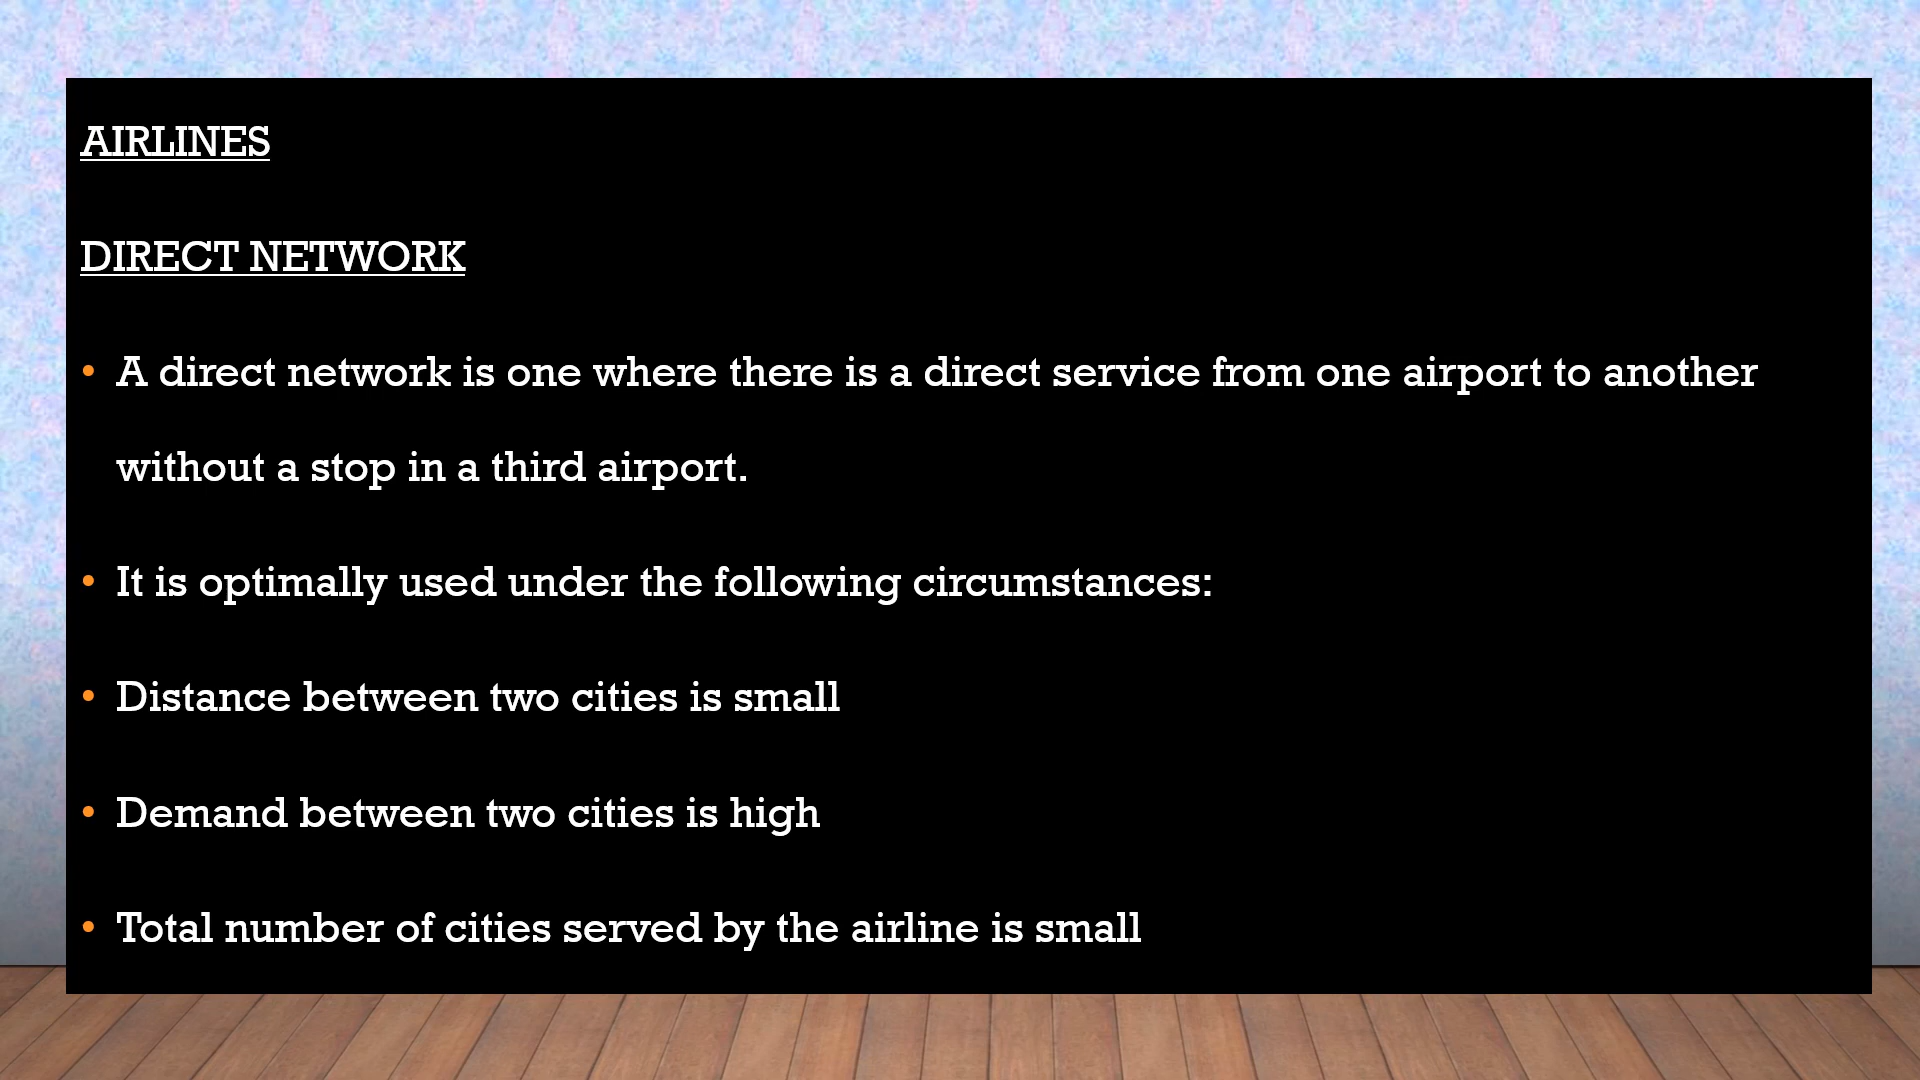 AIRLINES
DIRECT NETWORK
• A direct network is one where there is a direct service from one airport to another
without a stop in a third airport.
• It is optimally used under the following circumstances:
• Distance between two cities is small
• Demand between two cities is high
• Total number of cities served by the airline is small